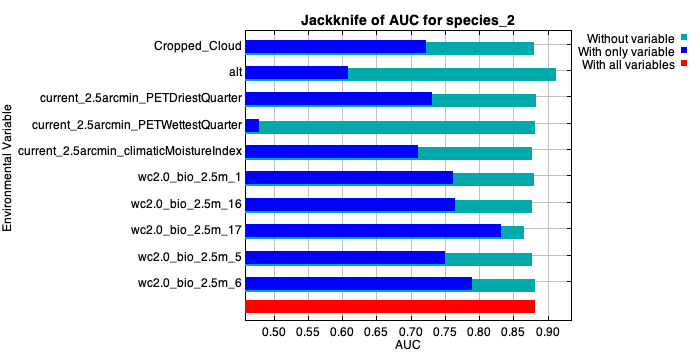 Jackknife of AUC for species_2
Without variable
With only variable
With all variables
Environmental Variable
Cropped_Cloud
alt
current_2.5arcmin_PETDriestQuarter
current_2.5arcmin_PETWettestQuarter
current_2.5arcmin_climaticMoistureIndex
wc2.0_bio_2.5m_1
wc2.0_bio_2.5m_16
wc2.0_bio_2.5m_17
wc2.0_bio_2.5m_5
wc2.0_bio_2.5m_6
0.50 0.55 0.60 0.65 0.70 0.75 0.80 0.85 0.90
AUC